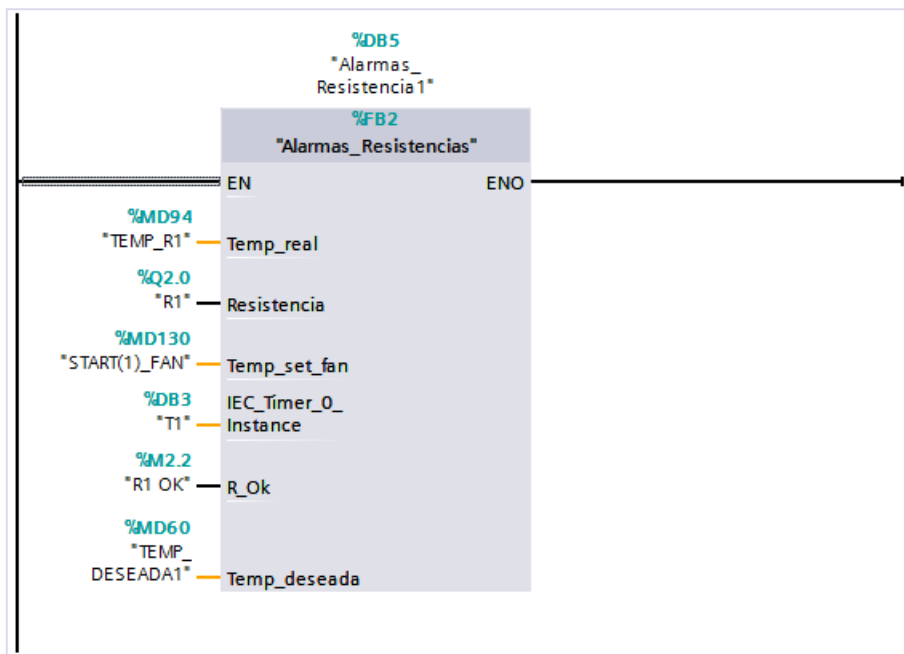 %DB5
"Alarmas_
Resistencia1"
%FB2
"Alarmas_Resistencias"
EN
ENO
%MD94
"TEMP_R1"
Temp_real
%Q2.0
"R1"
Resistencia
%MD130
"START(1)_FAN"
Temp_set_fan
%DB3
"T1"
IEC_Timer_0_
Instance
%M2.2
"R1 OK"
R_Ok
%MD60
"TEMP_
DESEADA1"
Temp_deseada